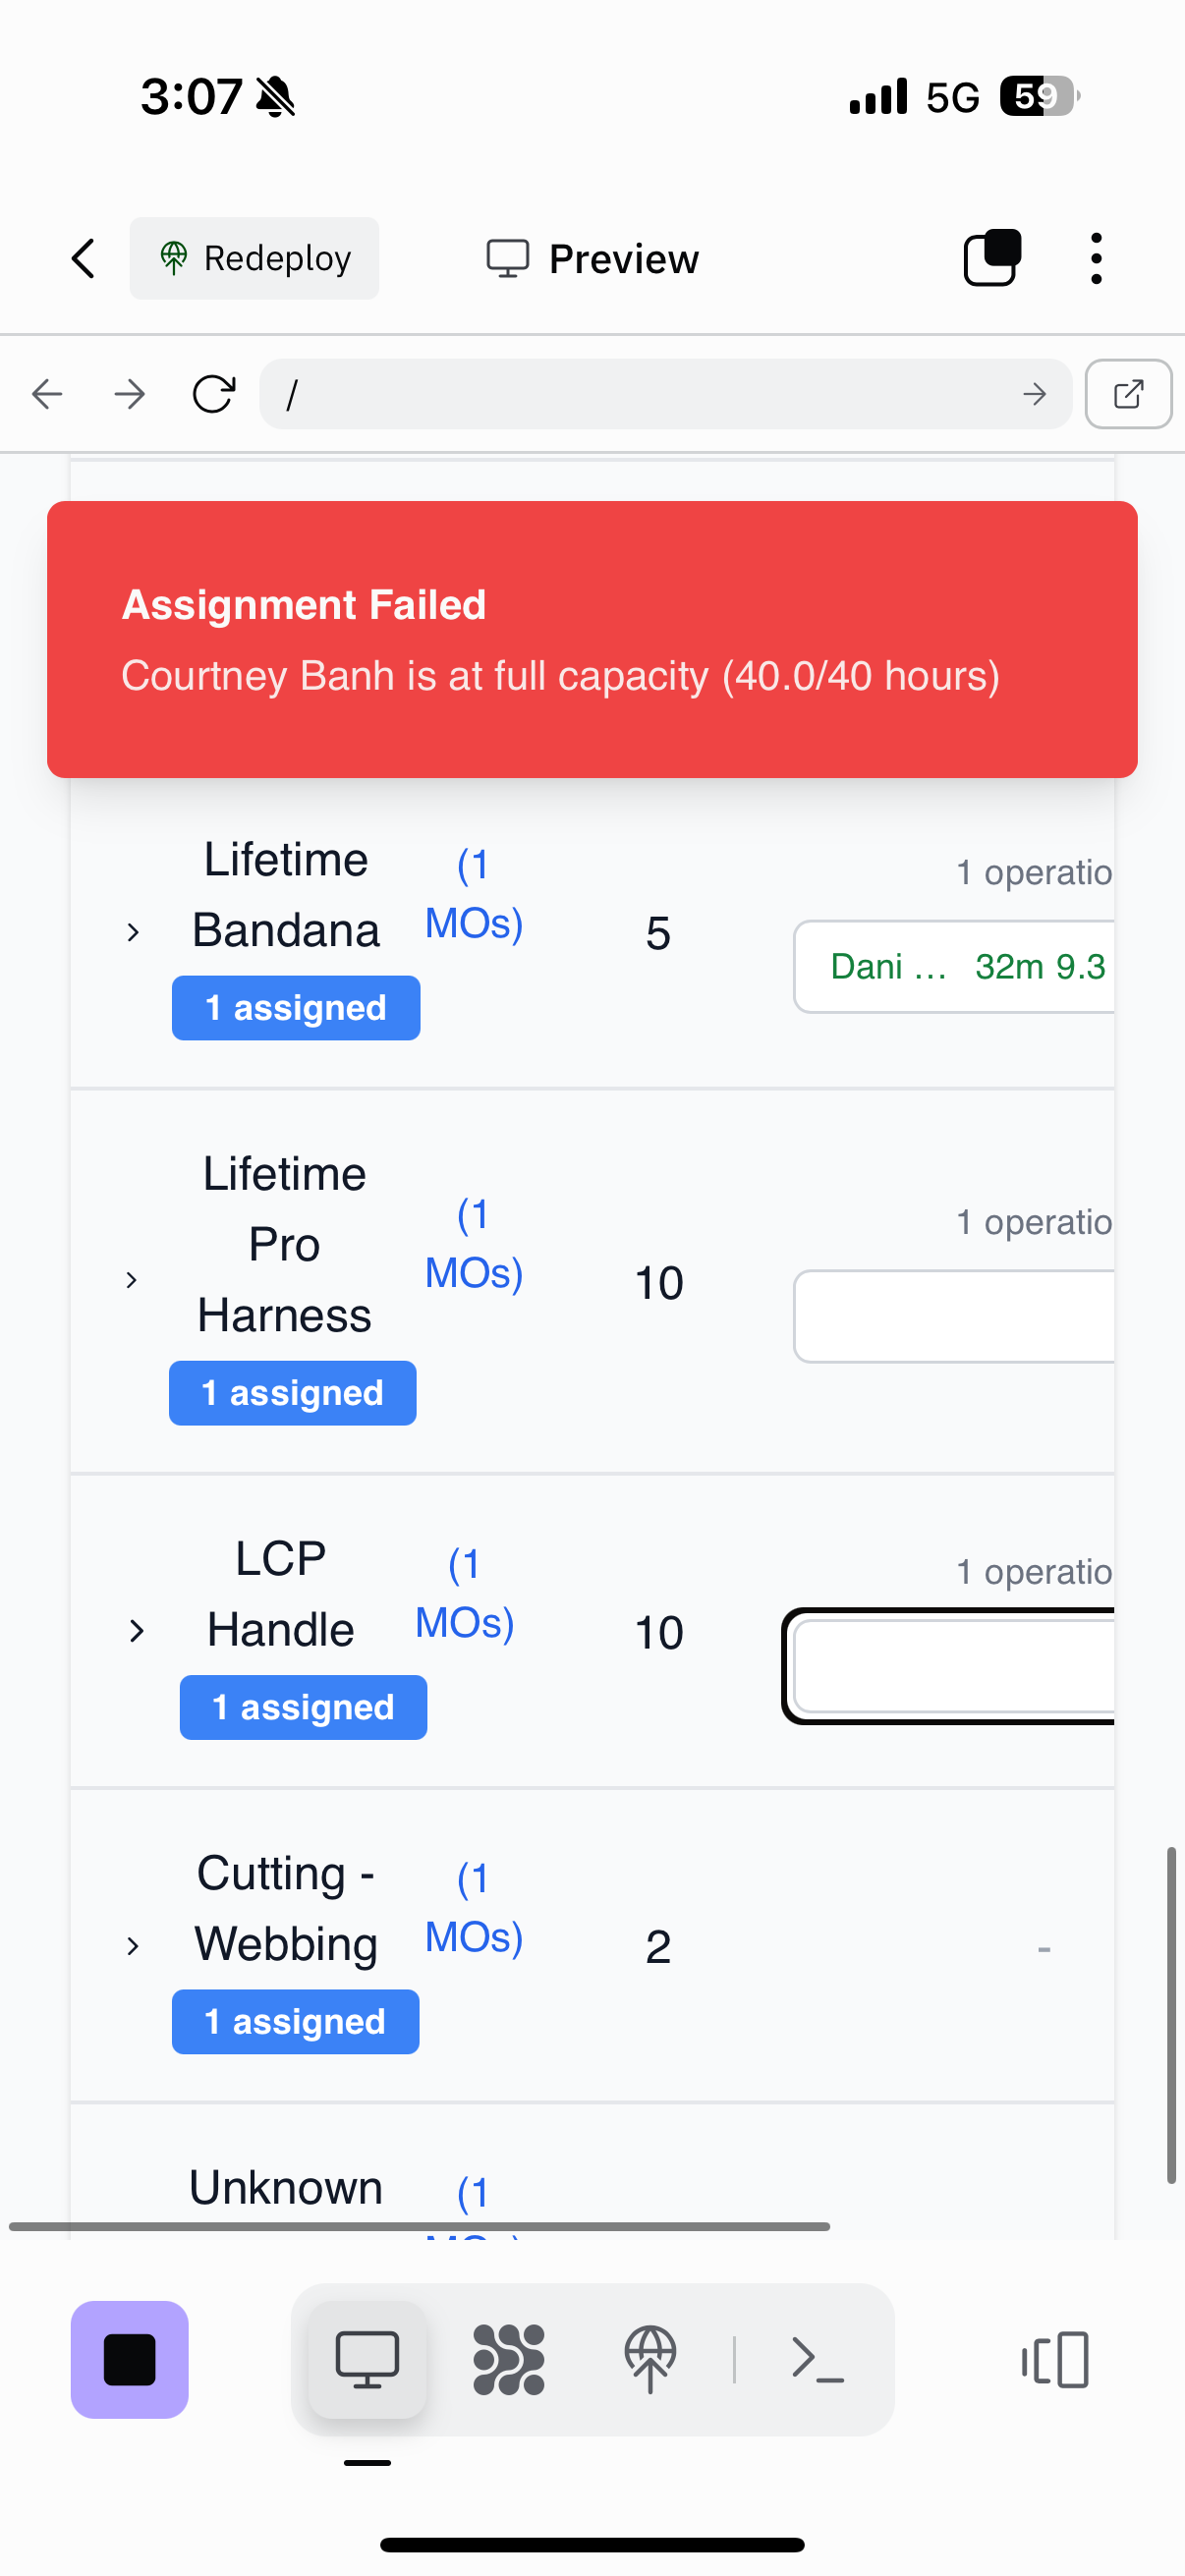 3:07
5G
59
Redeploy
Preview
/
Assignment Failed
Courtney Banh is at full capacity (40.0/40 hours)
Lifetime
Bandana
(1
MOs)
1 assigned
5
1 operatio
Dani ... 32m 9.3
Lifetime
Pro
Harness
(1
MOs)
1 assigned
10
1 operatio
LCP
Handle
(1
MOs)
1 assigned
10
1 operatio
Cutting -
Webbing
(1
MOs)
1 assigned
2
-
Unknown
(1